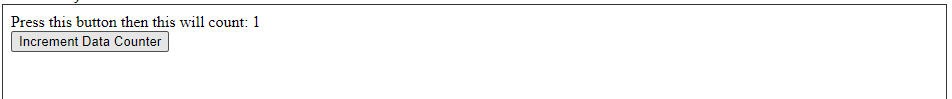 Press this button then this will count: 1
Increment Data Counter